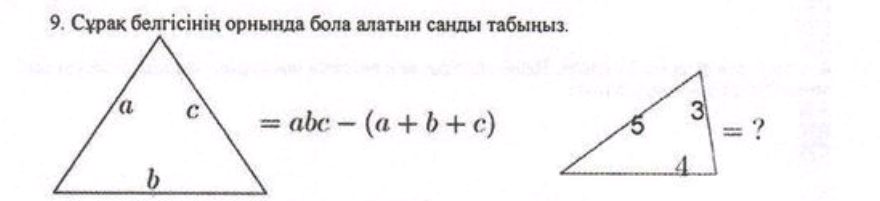 9. Сұрақ белгісінің орнында бола алатын санды табыңыз.
a c = abc − (a + b + c)
b
5 3 = ?
4